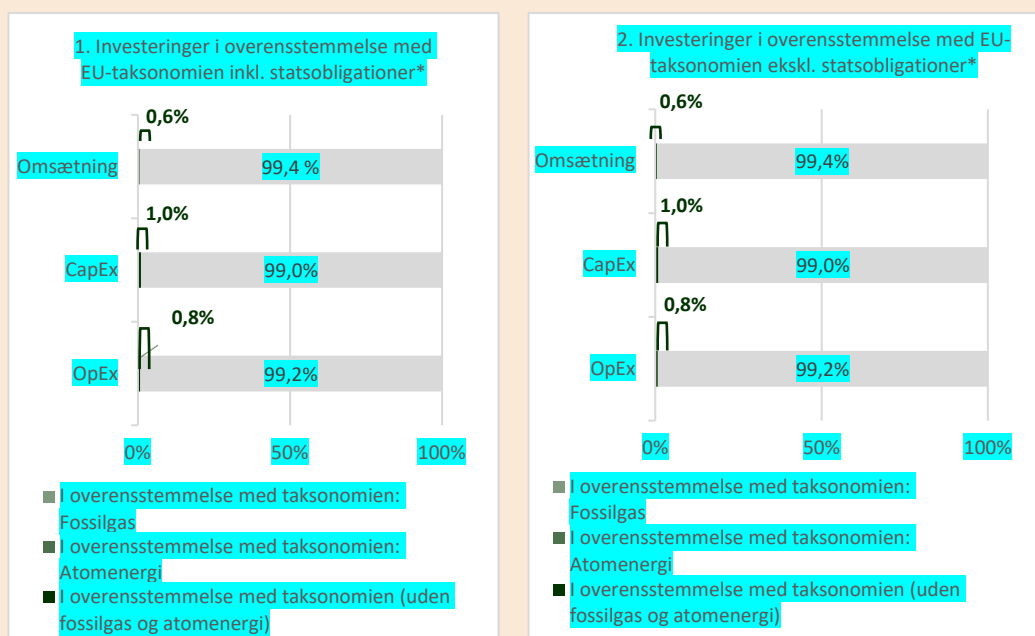 1. Investeringer i overensstemmelse med
EU-taksonomien inkl. statsobligationer*
0,6%
Omsætning
99,4 %
1,0%
CapEx
99,0%
0,8%
OpEx
99,2%
0%
50%
100%
I overensstemmelse med taksonomien:
Fossilgas
I overensstemmelse med taksonomien:
Atomenergi
I overensstemmelse med taksonomien (uden
fossilgas og atomenergi)
2. Investeringer i overensstemmelse med EU-
taksonomien ekskl. statsobligationer*
0,6%
Omsætning
99,4%
1,0%
CapEx
99,0%
0,8%
OpEx
99,2%
0%
50%
100%
I overensstemmelse med taksonomien:
Fossilgas
I overensstemmelse med taksonomien:
Atomenergi
I overensstemmelse med taksonomien (uden
fossilgas og atomenergi)